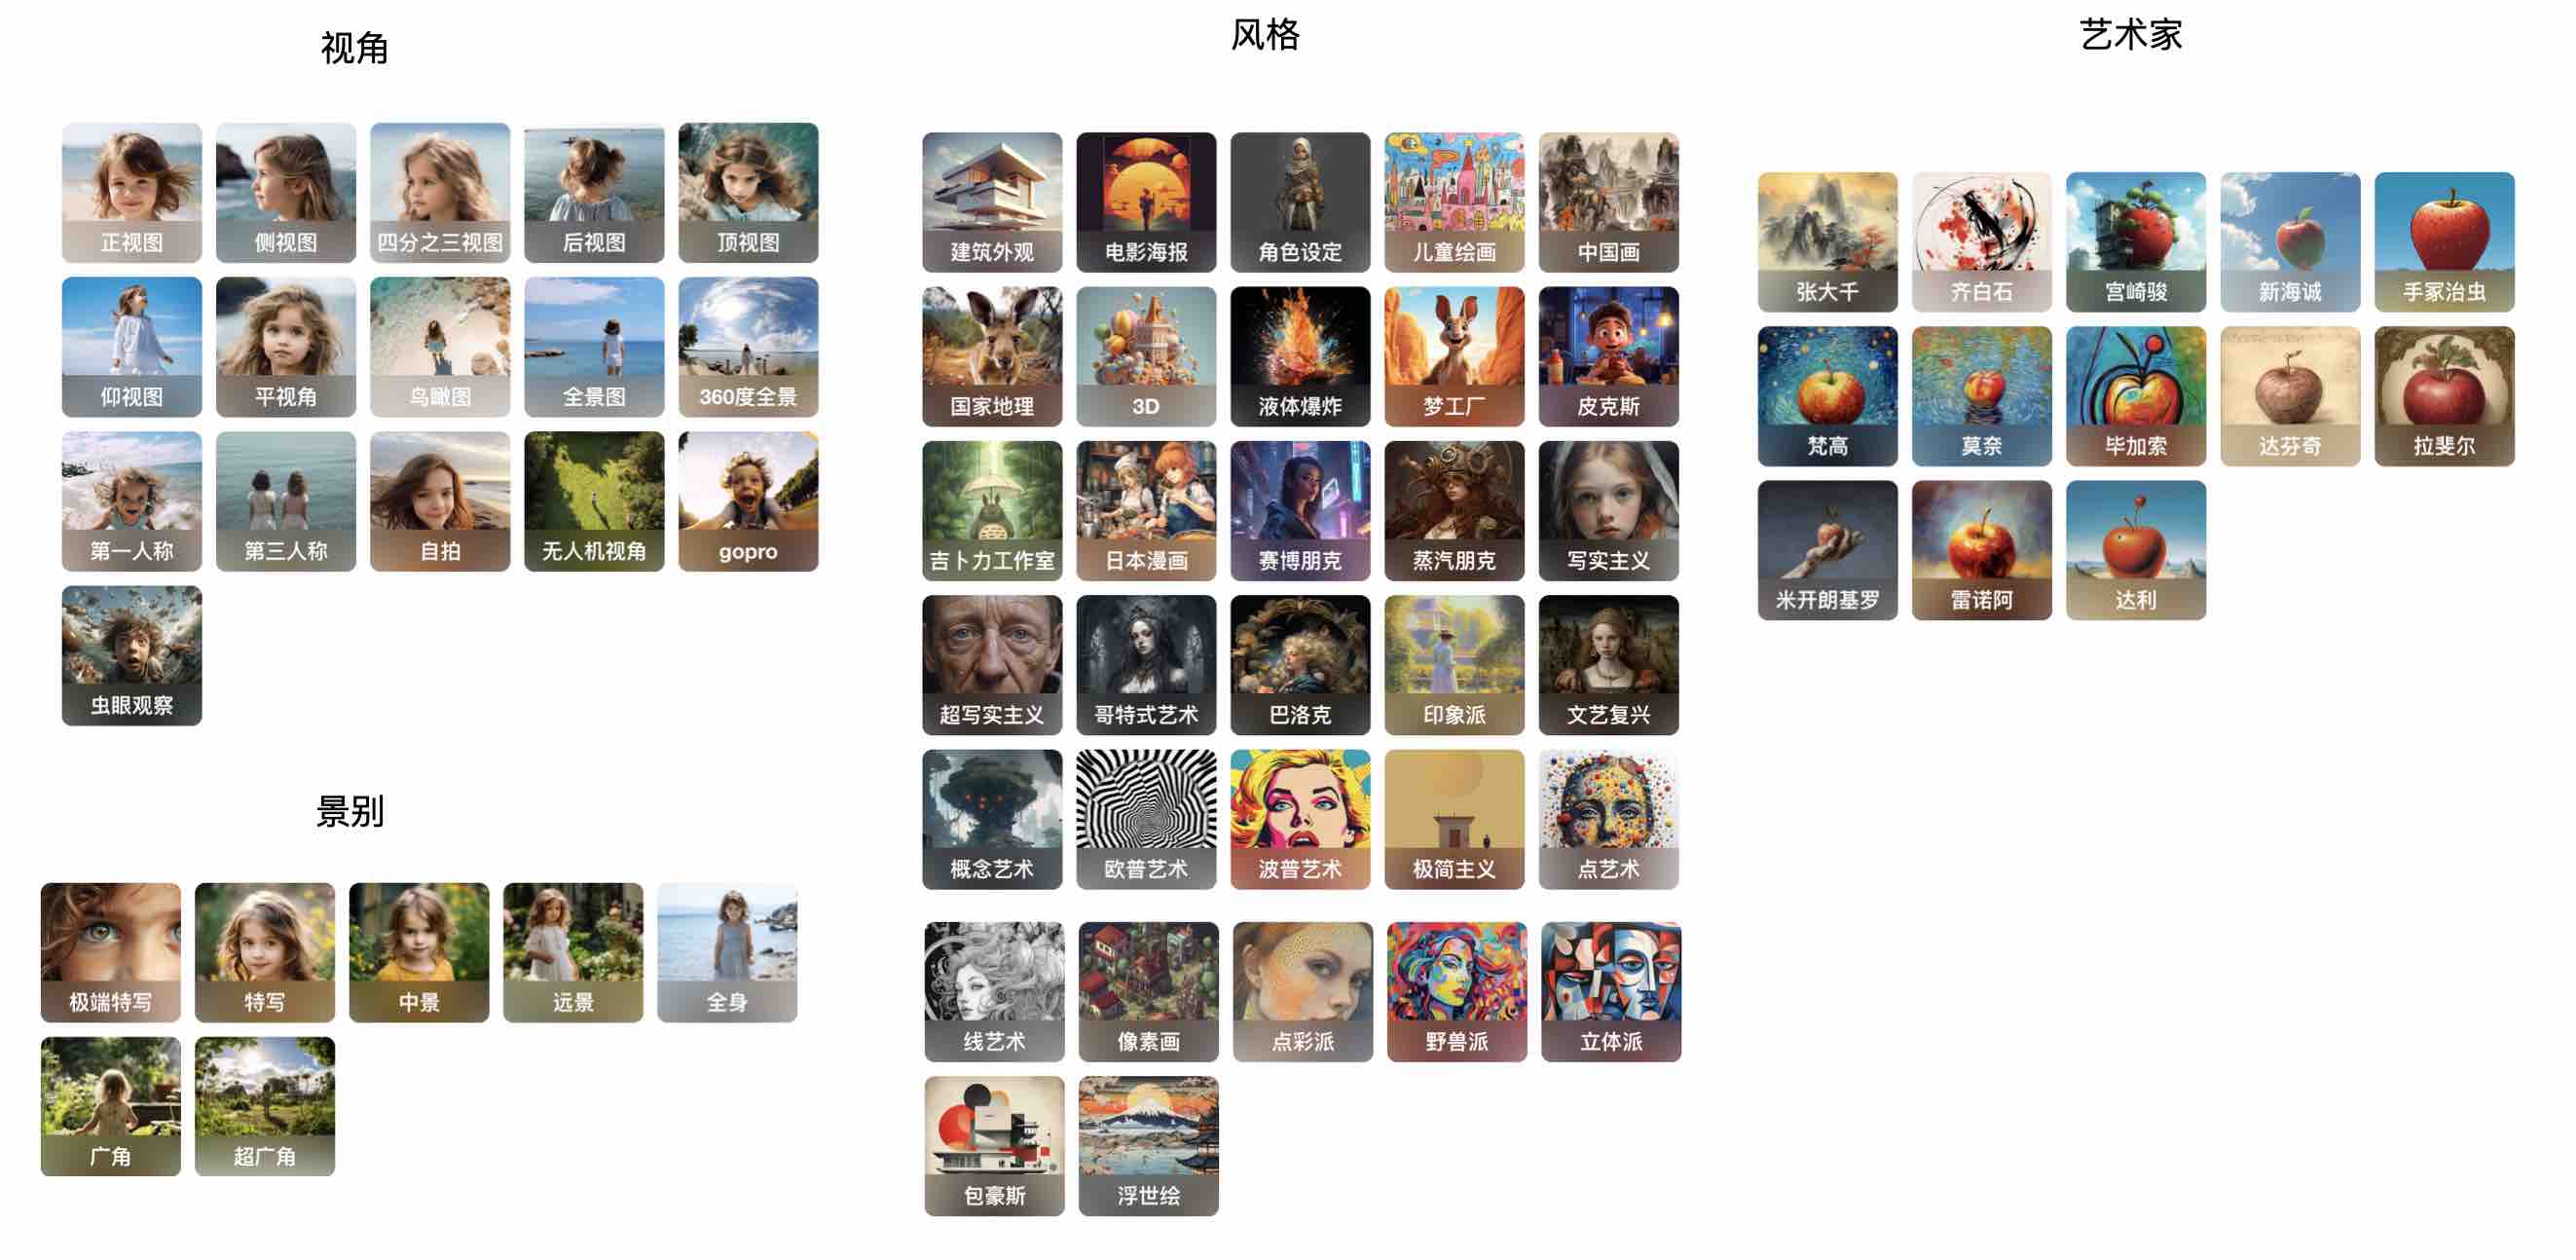 视角
正视图
侧视图
四分之三视图
后视图
顶视图
仰视图
平视角
鸟瞰图
全景图
360度全景
第一人称
第三人称
自拍
无人机视角
gopro
虫眼观察
景别
极端特写
特写
中景
远景
全身
广角
超广角
风格
建筑外观
电影海报
角色设定
儿童绘画
中国画
国家地理
3D
液体爆炸
梦工厂
皮克斯
吉卜力工作室
日本漫画
赛博朋克
蒸汽朋克
写实主义
超写实主义
哥特式艺术
巴洛克
印象派
文艺复兴
概念艺术
欧普艺术
波普艺术
极简主义
点艺术
线艺术
像素画
点彩派
野兽派
立体派
包豪斯
浮世绘
艺术家
张大千
齐白石
宫崎骏
新海诚
手冢治虫
梵高
莫奈
毕加索
达芬奇
拉斐尔
米开朗基罗
雷诺阿
达利